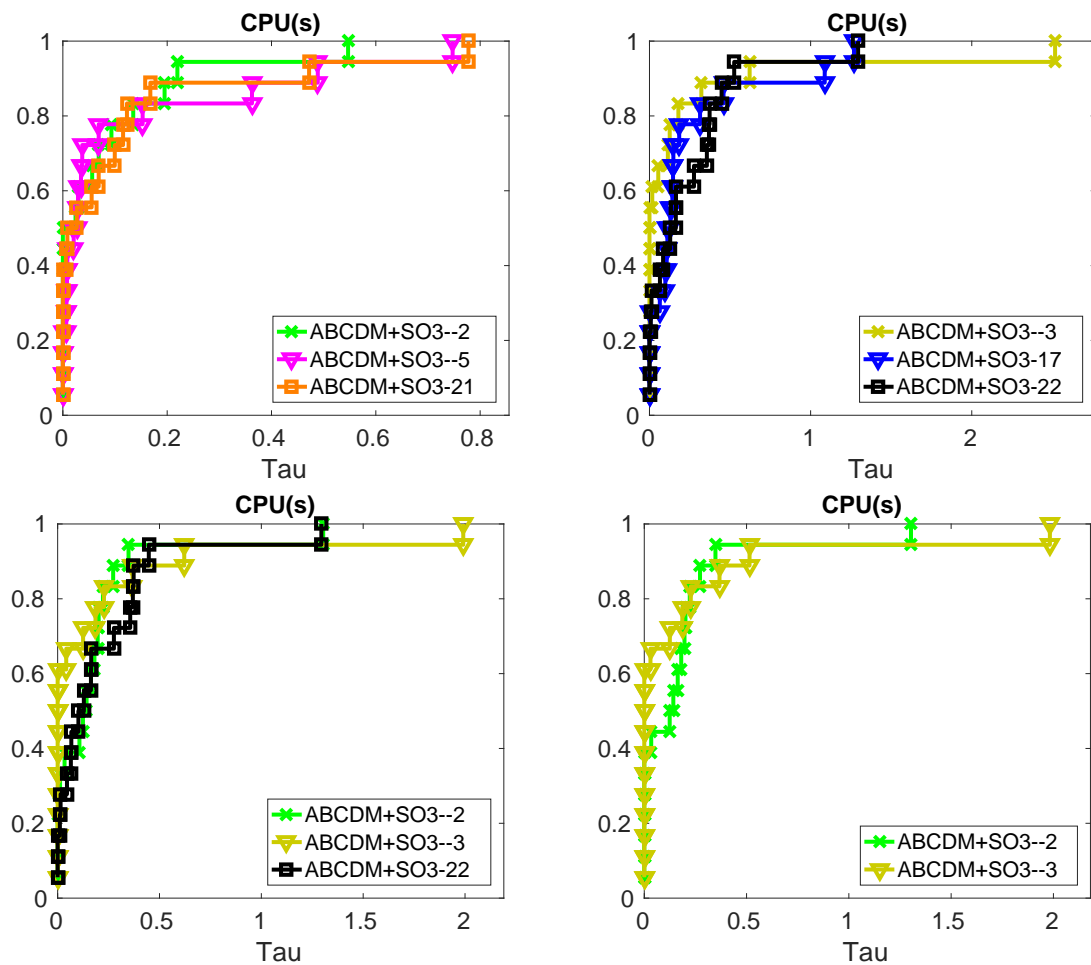 CPU(s)
1
0.8
0.6
0.4
0.2
0
0
0.2
0.4
0.6
0.8
Tau
ABCDM+SO3--2
ABCDM+SO3--5
ABCDM+SO3-21
CPU(s)
1
0.8
0.6
0.4
0.2
0
0
1
2
Tau
ABCDM+SO3--3
ABCDM+SO3-17
ABCDM+SO3-22
CPU(s)
1
0.8
0.6
0.4
0.2
0
0
0.5
1
1.5
2
Tau
ABCDM+SO3--2
ABCDM+SO3--3
ABCDM+SO3-22
CPU(s)
1
0.8
0.6
0.4
0.2
0
0
0.5
1
1.5
2
Tau
ABCDM+SO3--2
ABCDM+SO3--3